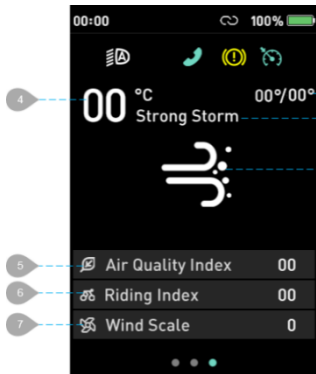 00:00 100%
A
00 °C 00°/00°
Strong Storm
4
5 Air Quality Index 00
6 Riding Index 00
7 Wind Scale 0